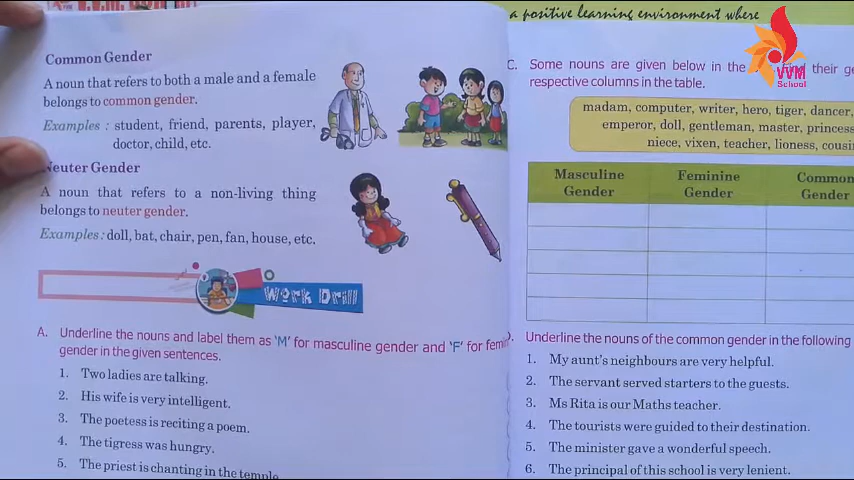 a positive learning environment where
VVM
School
Common Gender
A noun that refers to both a male and a female
belongs to common gender.
Examples : student, friend, parents, player,
doctor, child, etc.
Neuter Gender
A noun that refers to a non-living thing
belongs to neuter gender.
Examples : doll, bat, chair, pen, fan, house, etc.
Work Drill
A. Underline the nouns and label them as 'M' for masculine gender and 'F' for
gender in the given sentences.
1. Two ladies are talking.
2. His wife is very intelligent.
3. The poetess is reciting a poem.
4. The tigress was hungry.
5. The priest is chanting in the temple
C. Some nouns are given below in the their
respective columns in the table.
madam, computer, writer, hero, tiger, dancer,
emperor, doll, gentleman, master, princess
niece, vixen, teacher, lioness,
Masculine Gender
Feminine Gender
Common Gender
Underline the nouns of the common gender in the following
1. My aunt's neighbours are very helpful.
2. The servant served starters to the guests.
3. Ms Rita is our Maths teacher.
4. The tourists were guided to their destination.
5. The minister gave a wonderful speech.
6. The principal of this school is very lenient.